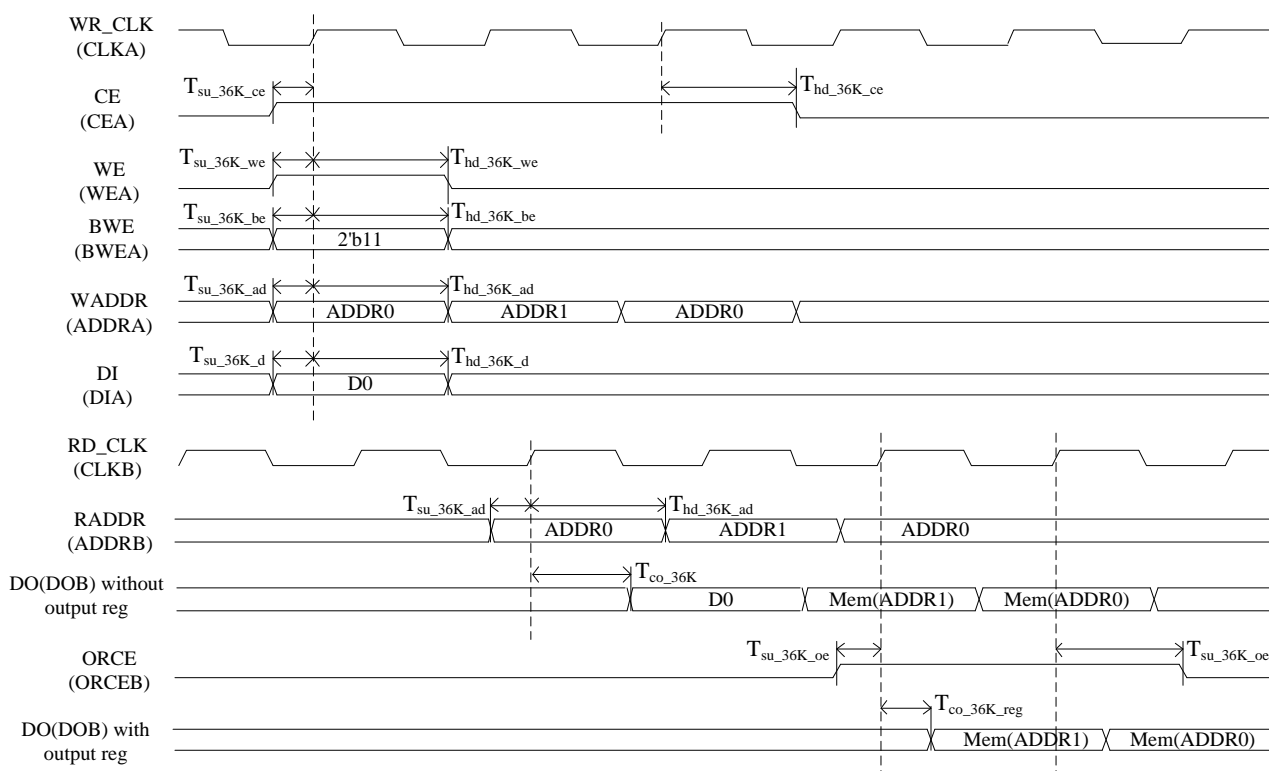 WR_CLK
(CLKA)
CE
(CEA)
T_su_36K_ce
T_hd_36K_ce
WE
(WEA)
T_su_36K_we
T_hd_36K_we
BWE
(BWEA)
T_su_36K_be
T_hd_36K_be
2'b11
WADDR
(ADDRA)
T_su_36K_ad
T_hd_36K_ad
ADDR0
ADDR1
ADDR0
DI
(DIA)
T_su_36K_d
T_hd_36K_d
D0
RD_CLK
(CLKB)
RADDR
(ADDRB)
T_su_36K_ad
T_hd_36K_ad
ADDR0
ADDR1
ADDR0
DO(DOB) without
output reg
T_co_36K
D0
Mem(ADDR1)
Mem(ADDR0)
ORCE
(ORCEB)
T_su_36K_oe
T_su_36K_oe
DO(DOB) with
output reg
T_co_36K_reg
Mem(ADDR1)
Mem(ADDR0)